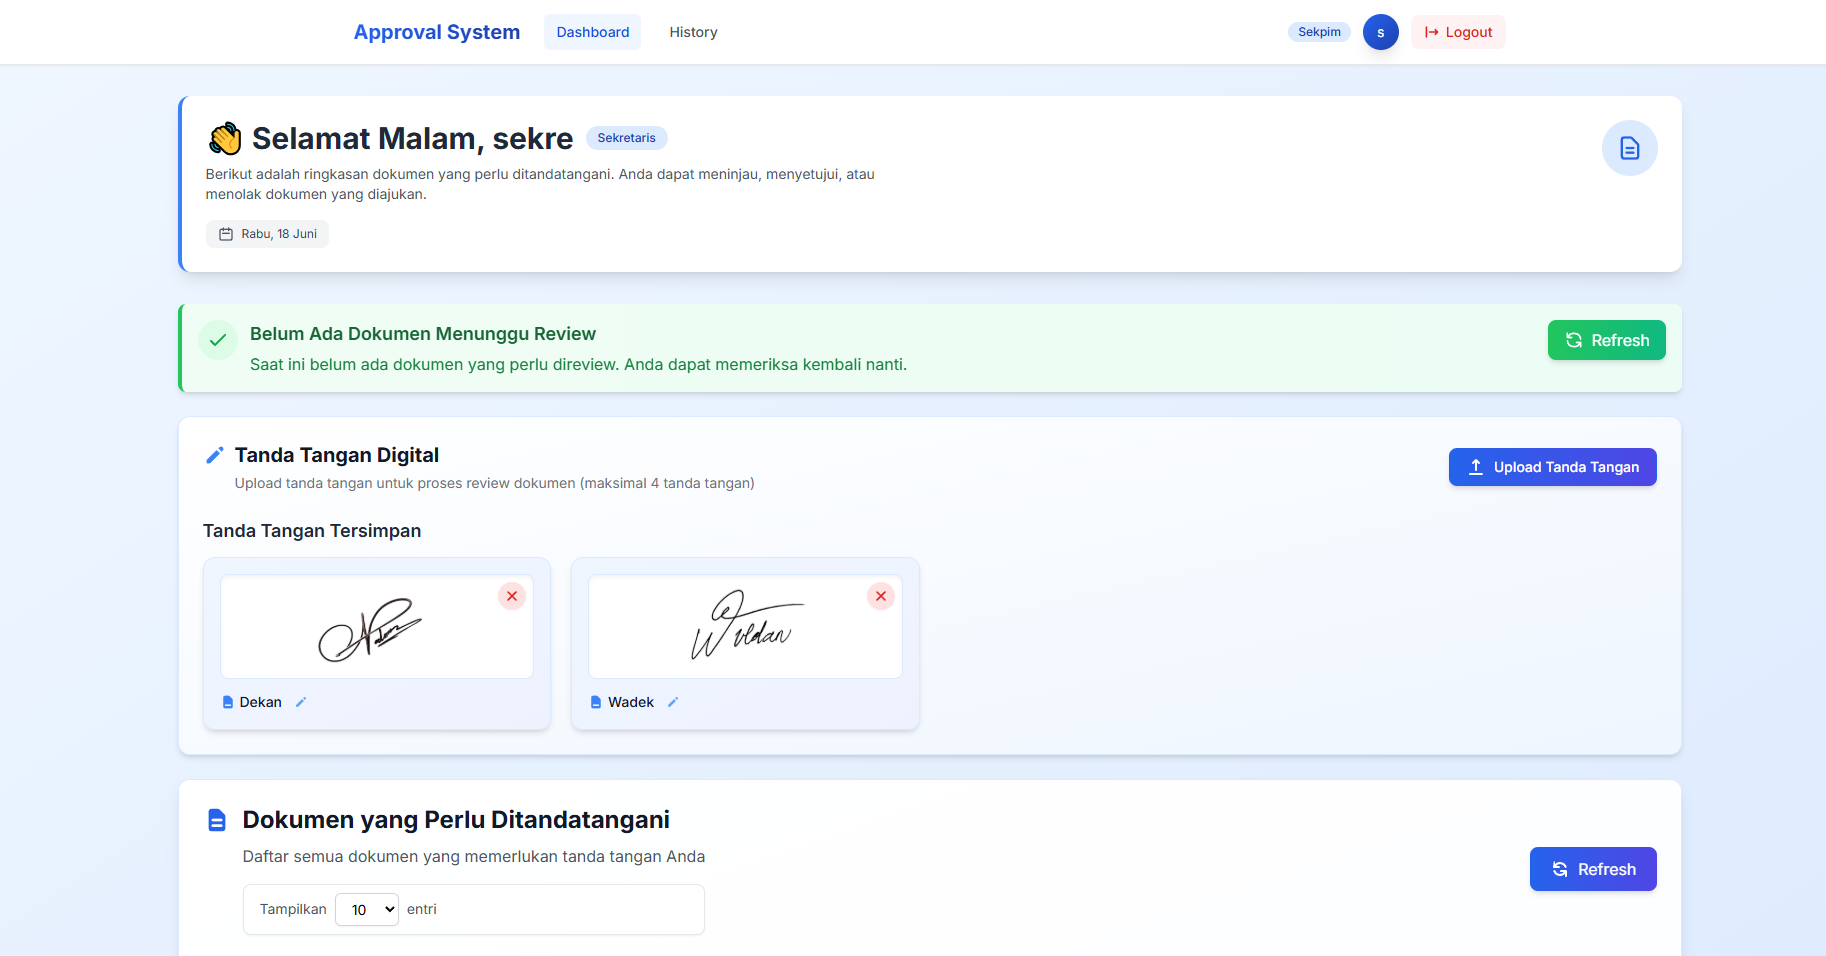 Approval System
Dashboard
History
Sekpim
s
Logout
Selamat Malam, sekre
Sekretaris
Berikut adalah ringkasan dokumen yang perlu ditandatangani. Anda dapat meninjau, menyetujui, atau
menolak dokumen yang diajukan.
Rabu, 18 Juni
Belum Ada Dokumen Menunggu Review
Saat ini belum ada dokumen yang perlu direview. Anda dapat memeriksa kembali nanti.
Refresh
Tanda Tangan Digital
Upload tanda tangan untuk proses review dokumen (maksimal 4 tanda tangan)
Upload Tanda Tangan
Tanda Tangan Tersimpan
Wildan
Dekan
Wadek
Dokumen yang Perlu Ditandatangani
Daftar semua dokumen yang memerlukan tanda tangan Anda
Refresh
Tampilkan 10 entri